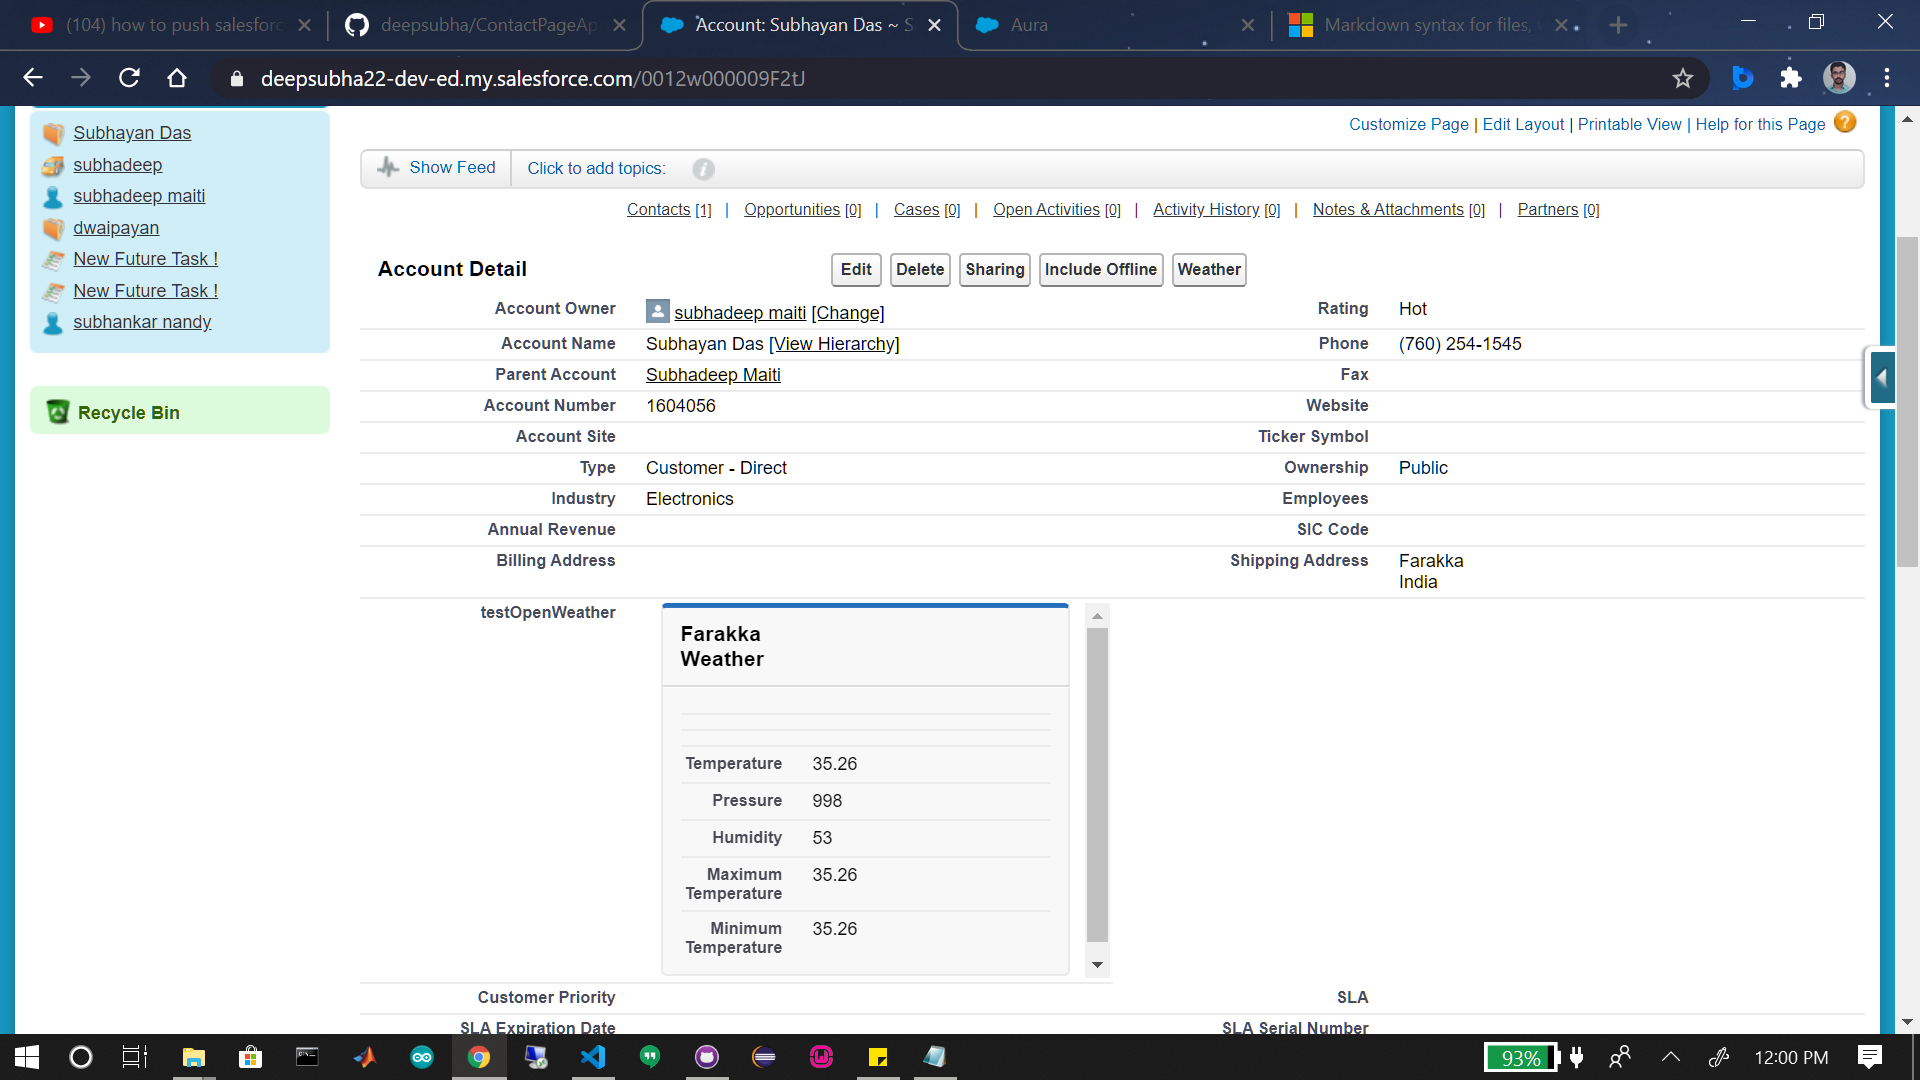 (104) how to push salesforc
deepsubha/ContactPageAp
Account: Subhayan Das ~ S
Aura
Markdown syntax for files,
deepsubha22-dev-ed.my.salesforce.com/0012w000009F2tJ
Subhayan Das
subhadeep
subhadeep maiti
dwaipayan
New Future Task !
New Future Task !
subhankar nandy
Recycle Bin
Customize Page | Edit Layout | Printable View | Help for this Page ?
Show Feed
Click to add topics: i
Contacts [1] | Opportunities [0] | Cases [0] | Open Activities [0] | Activity History [0] | Notes & Attachments [0] | Partners [0]
Account Detail
Edit Delete Sharing Include Offline Weather
Account Owner subhadeep maiti [Change] Rating Hot
Account Name Subhayan Das [View Hierarchy] Phone (760) 254-1545
Parent Account Subhadeep Maiti Fax
Account Number 1604056 Website
Account Site Ticker Symbol
Type Customer - Direct Ownership Public
Industry Electronics Employees
Annual Revenue SIC Code
Billing Address Shipping Address Farakka
India
testOpenWeather
Farakka
Weather
Temperature 35.26
Pressure 998
Humidity 53
Maximum Temperature 35.26
Minimum Temperature 35.26
Customer Priority SLA
SLA Expiration Date SLA Serial Number
93% 12:00 PM